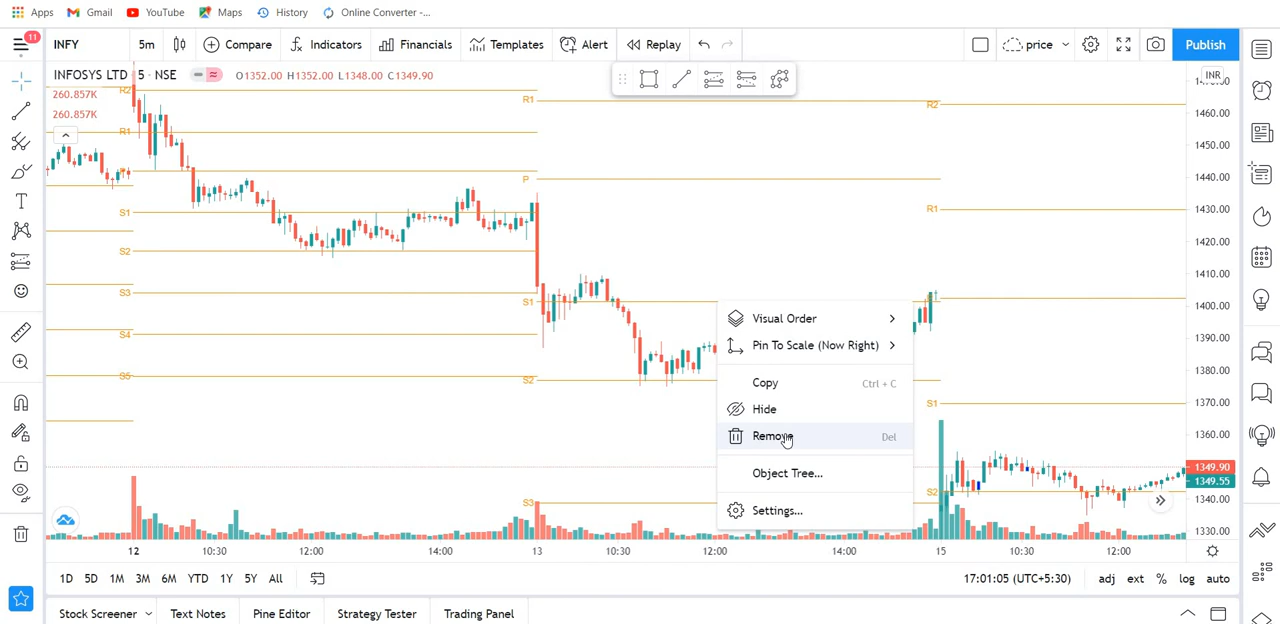 Apps Gmail YouTube Maps History Online Converter -...
11
INFY 5m Compare Indicators Financials Templates Alert Replay price Publish
INFOSYS LTD 5 · NSE O1352.00 H1352.00 L1348.00 C1349.90
INR
260.857K
260.857K
R2
R1
S1
S2
S3
S4
S5
R1
P
S1
S2
S3
R2
R1
S1
S2
1460.00
1450.00
1440.00
1430.00
1420.00
1410.00
1400.00
1390.00
1380.00
1370.00
1360.00
1349.90
1349.55
1340.00
1330.00
Visual Order
Pin To Scale (Now Right)
Copy Ctrl + C
Hide
Remove Del
Object Tree...
Settings...
12 10:30 12:00 14:00 13 10:30 12:00 14:00 15 10:30 12:00
1D 5D 1M 3M 6M YTD 1Y 5Y All 17:01:05 (UTC+5:30) adj ext % log auto
Stock Screener Text Notes Pine Editor Strategy Tester Trading Panel